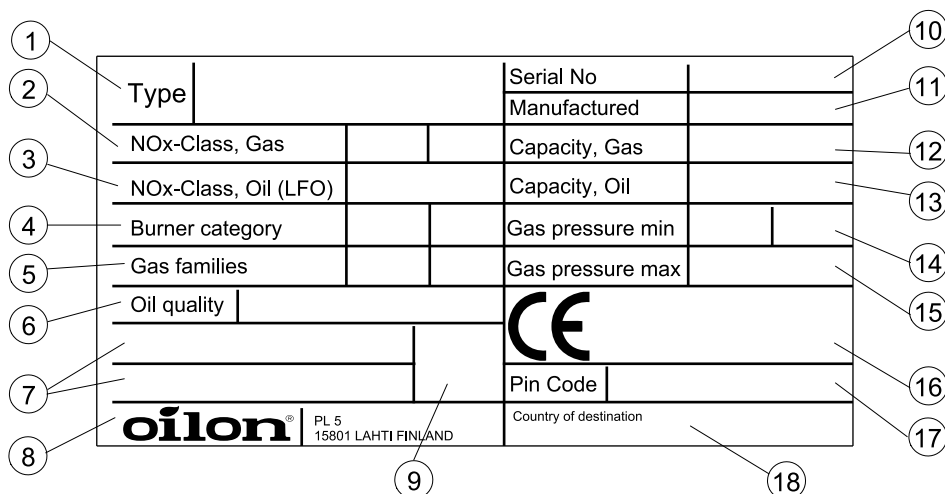 1
10
Type
Serial No
2
Manufactured
11
NOx-Class, Gas
Capacity, Gas
12
3
NOx-Class, Oil (LFO)
Capacity, Oil
13
4
Burner category
Gas pressure min
14
5
Gas families
Gas pressure max
15
6
Oil quality
CE
16
7
Pin Code
17
8
oilon®
PL 5
15801 LAHTI FINLAND
Country of destination
9
18